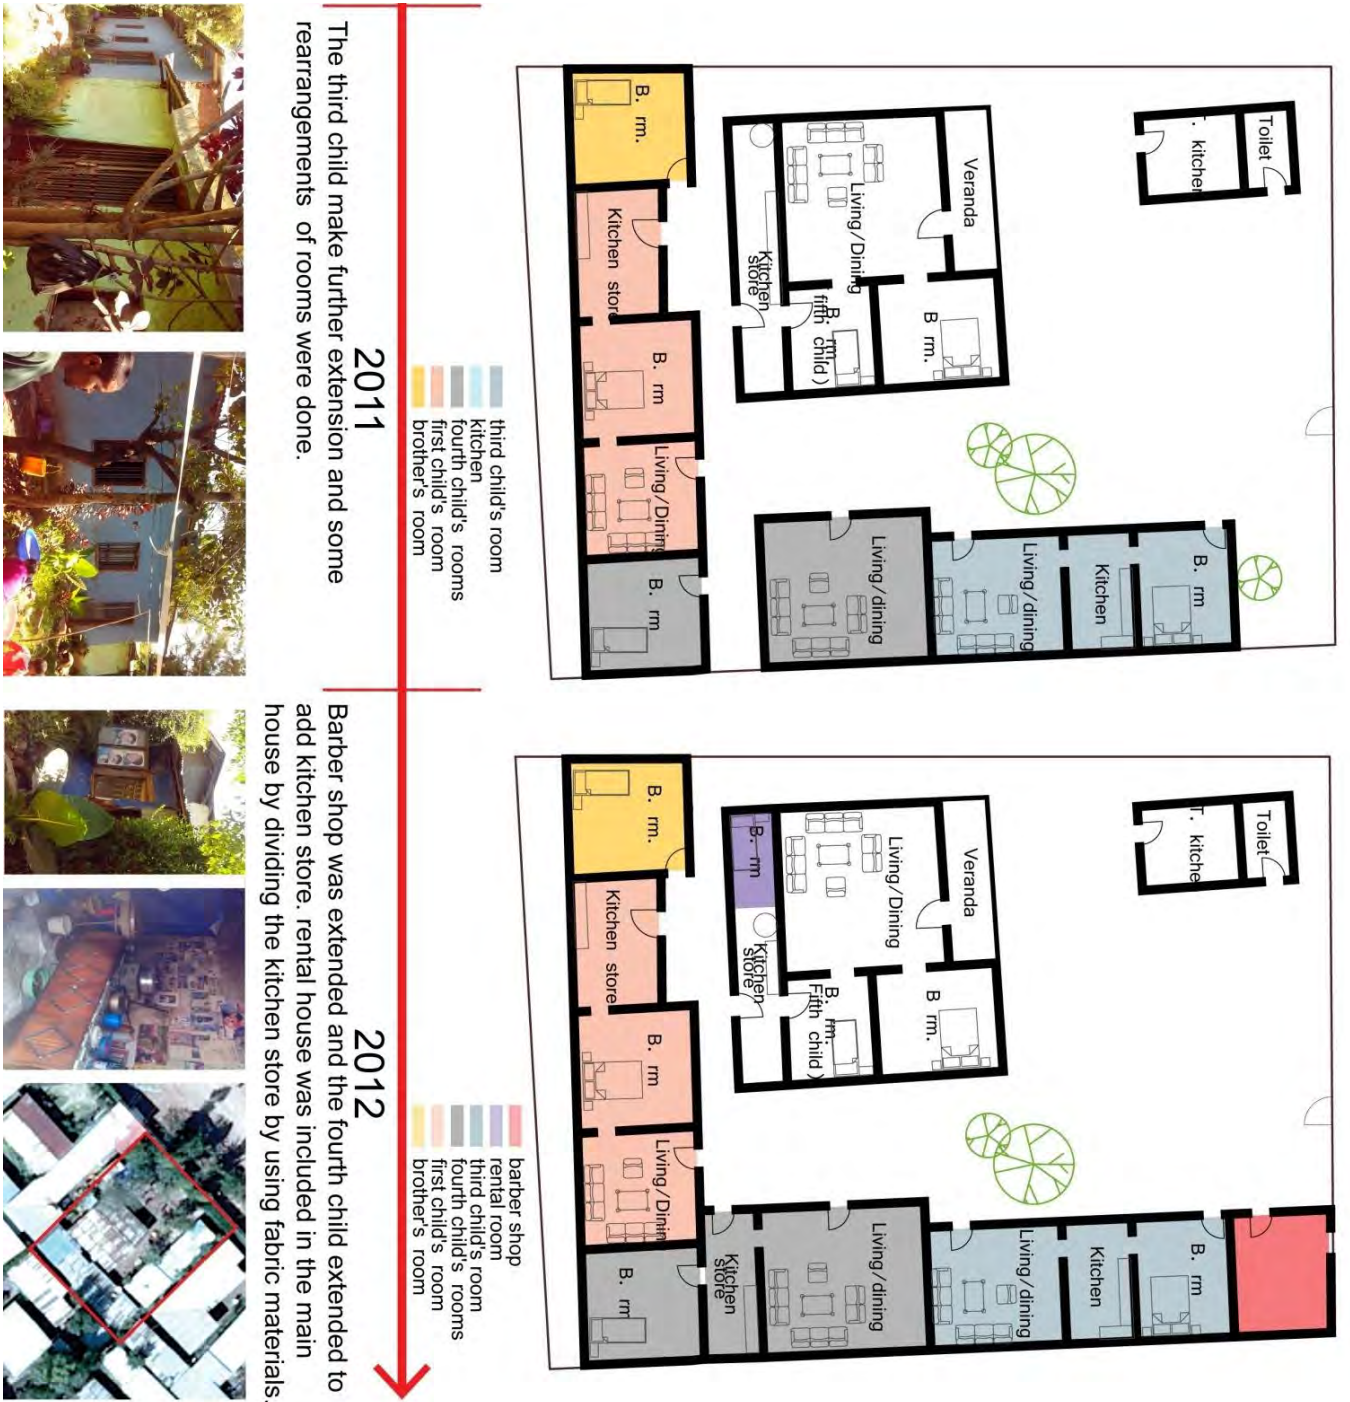 Toilet
T. kitchen
Veranda
Living/Dining
B rm.
B. rm.
fifth child)
Kitchen
store
B. rm.
Kitchen store
B. rm
Living/Dining
B. rm
Living/dining
Living/dining
Kitchen
B. rm
third child's room
kitchen
fourth child's rooms
first child's room
brother's room
2011
The third child make further extension and some
rearrangements of rooms were done.
Toilet
T. kitche
Veranda
Living/Dining
B rm.
B. rm.
Fifth child)
B. rm
Kitchen
store
B. rm.
Kitchen store
B. rm
Living/Dinin
B. rm
Kitchen
store
Living/dining
Living/dining
Kitchen
B. rm
barber shop
rental room
third child's room
fourth child's rooms
first child's room
brother's room
2012
Barber shop was extended and the fourth child extended to
add kitchen store. rental house was included in the main
house by dividing the kitchen store by using fabric materials.